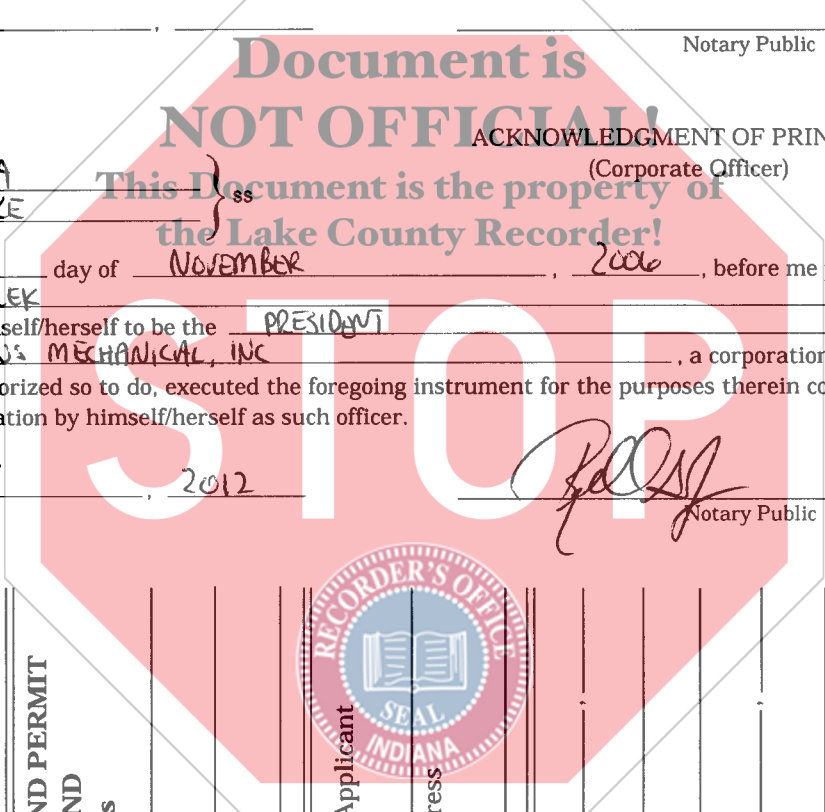 Notary Public
Document is
NOT OFFICIAL!
ACKNOWLEDGMENT OF PRIN
(Corporate Officer)
This Document is the property of
the Lake County Recorder!
A
KE
ss
day of NOVEMBER, 2006, before me
EK
self/herself to be the PRESIDENT
'S MECHANICAL, INC, a corporation
orized so to do, executed the foregoing instrument for the purposes therein co
ation by himself/herself as such officer.
, 2012
Notary Public
STOP
RECORDER'S OFFICE
SEAL
INDIANA
ND PERMIT
ND
s
Applicant
ress